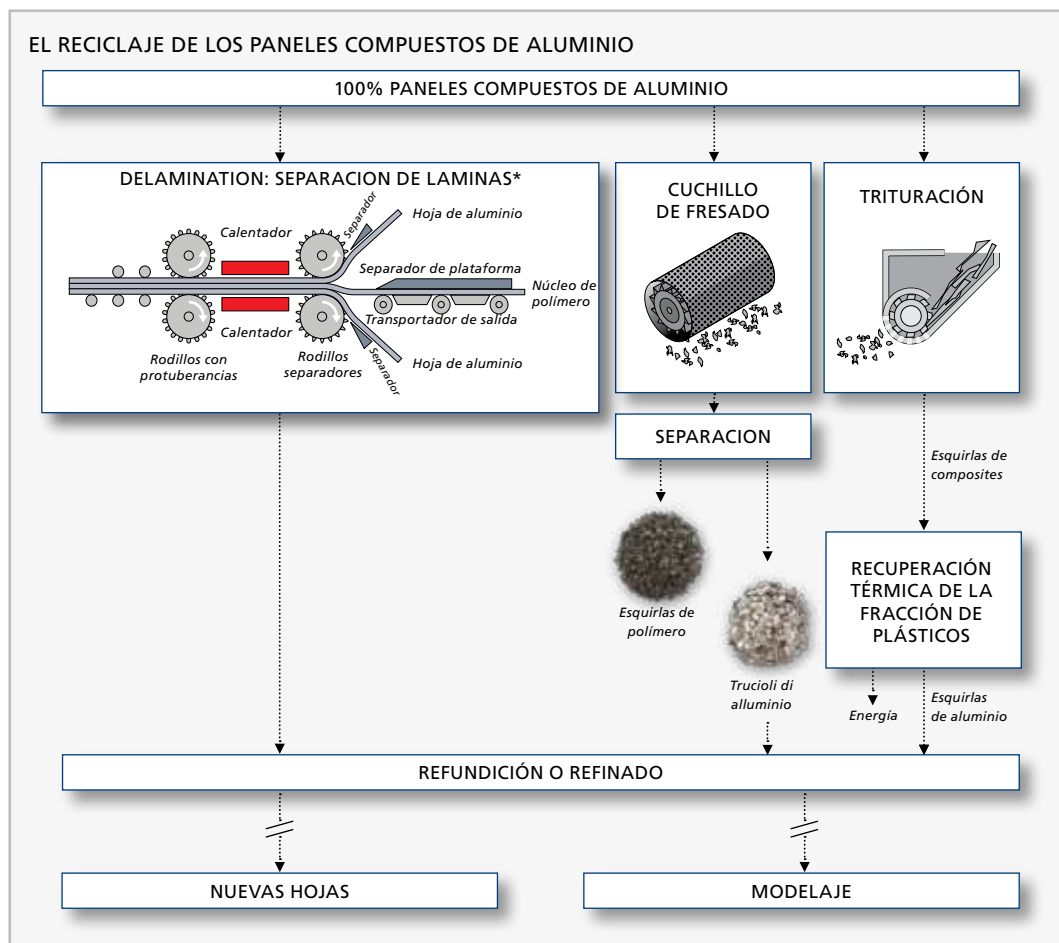 EL RECICLAJE DE LOS PANELES COMPUESTOS DE ALUMINIO
100% PANELES COMPUESTOS DE ALUMINIO
DELAMINATION: SEPARACION DE LAMINAS*
Calentador
Separador
Hoja de aluminio
Separador de plataforma
Núcleo de
polímero
Transportador de salida
Calentador
Rodillos con
protuberancias
Rodillos
separadores
Separador
Hoja de aluminio
CUCHILLO
DE FRESADO
TRITURACIÓN
SEPARACION
Esquirlas de
composites
Esquirlas de
polímero
Trucioli di
alluminio
RECUPERACIÓN
TÉRMICA DE LA
FRACCIÓN DE
PLÁSTICOS
Energía
Esquirlas
de aluminio
REFUNDICIÓN O REFINADO
NUEVAS HOJAS
MODELAJE